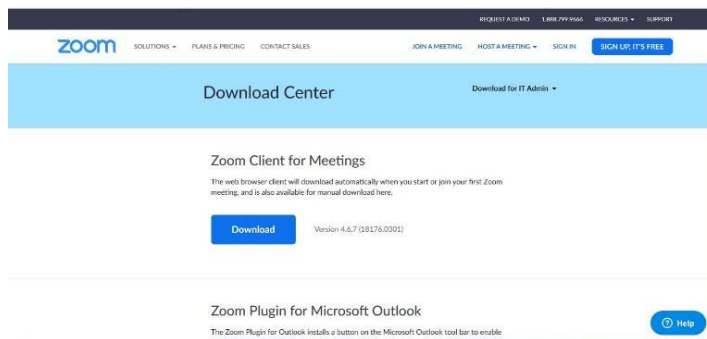 REQUEST A DEMO 1.888.799.9666 RESOURCES SUPPORT
zoom SOLUTIONS PLANS & PRICING CONTACT SALES JOIN A MEETING HOST A MEETING SIGN IN SIGN UP, IT'S FREE
Download Center Download for IT Admin
Zoom Client for Meetings
The web browser client will download automatically when you start or join your first Zoom
meeting, and is also available for manual download here.
Download Version 4.6.7 (18176.0301)
Zoom Plugin for Microsoft Outlook
The Zoom Plugin for Outlook installs a button on the Microsoft Outlook tool bar to enable
Help